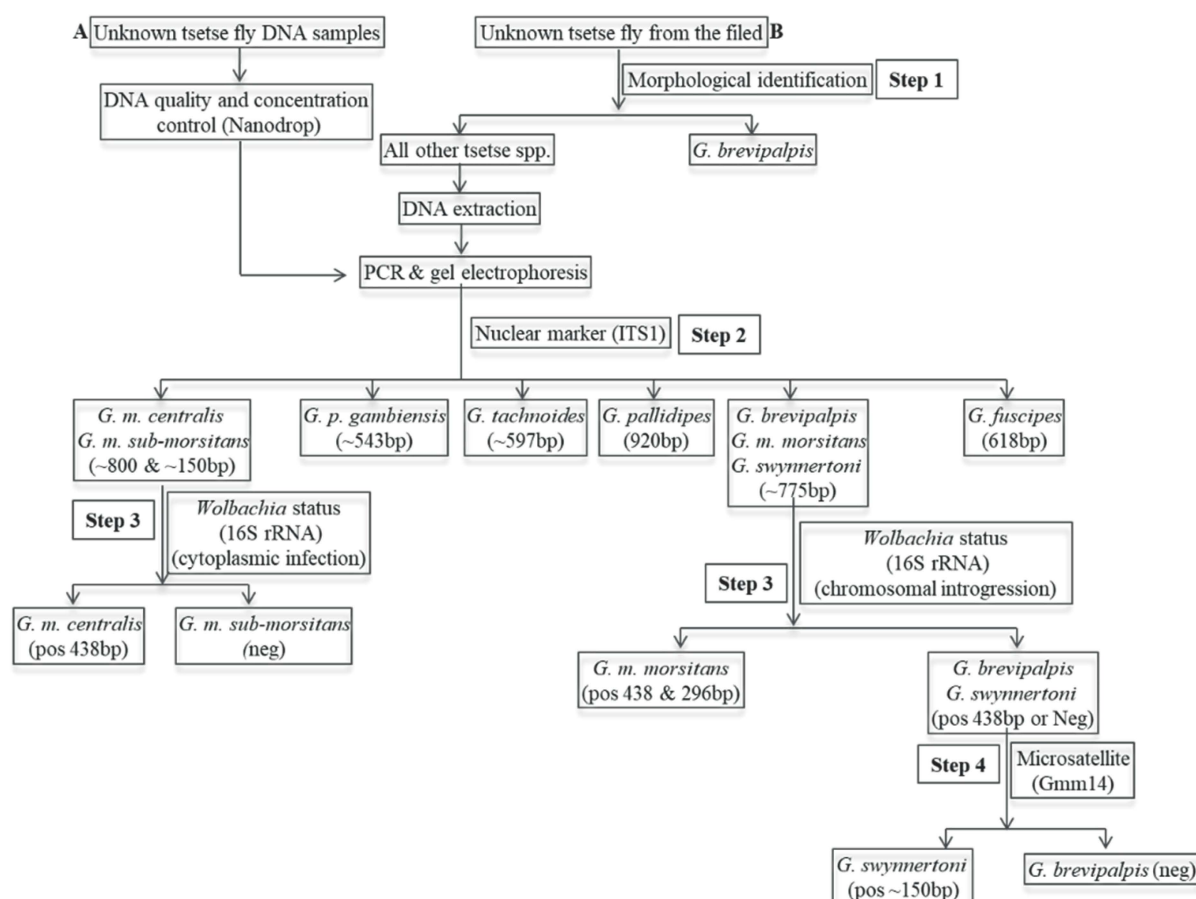 A Unknown tsetse fly DNA samples
Unknown tsetse fly from the filed B
Morphological identification
Step 1
DNA quality and concentration
control (Nanodrop)
All other tsetse spp.
G. brevipalpis
DNA extraction
PCR & gel electrophoresis
Nuclear marker (ITS1)
Step 2
G. m. centralis
G. m. sub-morsitans
(~800 & ~150bp)
G. p. gambiensis
(~543bp)
G. tachnoides
(~597bp)
G. pallidipes
(920bp)
G. brevipalpis
G. m. morsitans
G. swynnertoni
(~775bp)
G. fuscipes
(618bp)
Step 3
Wolbachia status
(16S rRNA)
(cytoplasmic infection)
Step 3
Wolbachia status
(16S rRNA)
(chromosomal introgression)
G. m. centralis
(pos 438bp)
G. m. sub-morsitans
(neg)
G. m. morsitans
(pos 438 & 296bp)
G. brevipalpis
G. swynnertoni
(pos 438bp or Neg)
Step 4
Microsatellite
(Gmm14)
G. swynnertoni
(pos ~150bp)
G. brevipalpis (neg)